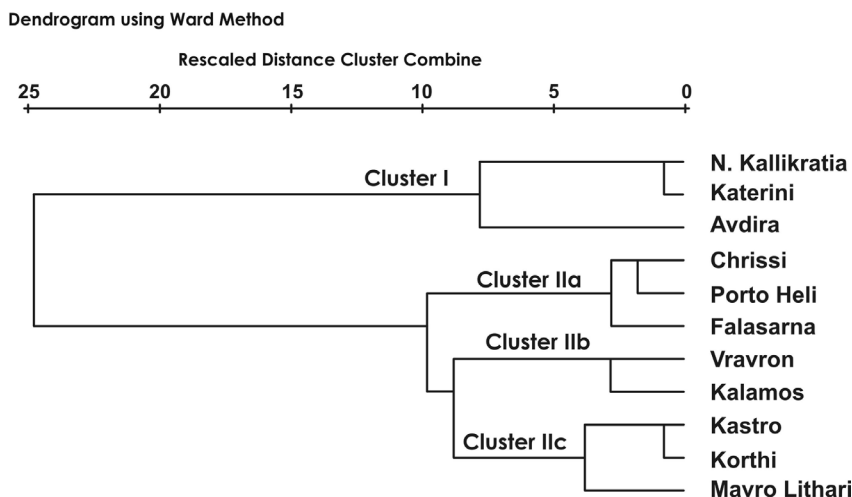 Dendrogram using Ward Method
Rescaled Distance Cluster Combine
25 20 15 10 5 0
N. Kallikratia
Cluster I
Katerini
Avdira
Chrissi
Cluster IIa
Porto Heli
Falasarna
Cluster IIb
Vravron
Kalamos
Kastro
Cluster IIc
Korthi
Mavro Lithari